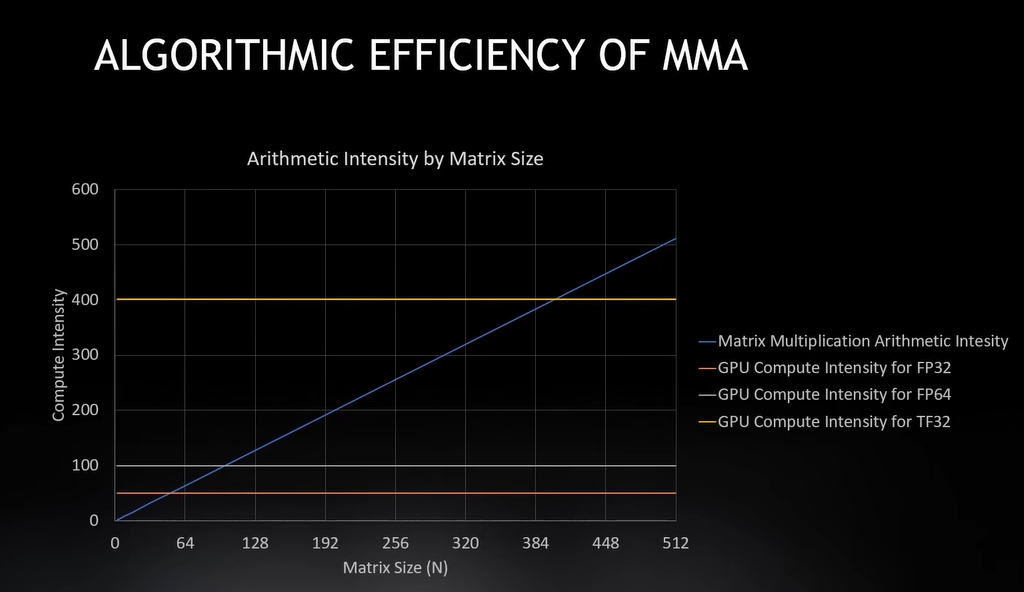 ALGORITHMIC EFFICIENCY OF MMA
Arithmetic Intensity by Matrix Size
600
500
400
300
200
100
0
Compute Intensity
0 64 128 192 256 320 384 448 512
Matrix Size (N)
Matrix Multiplication Arithmetic Intesity
GPU Compute Intensity for FP32
GPU Compute Intensity for FP64
GPU Compute Intensity for TF32